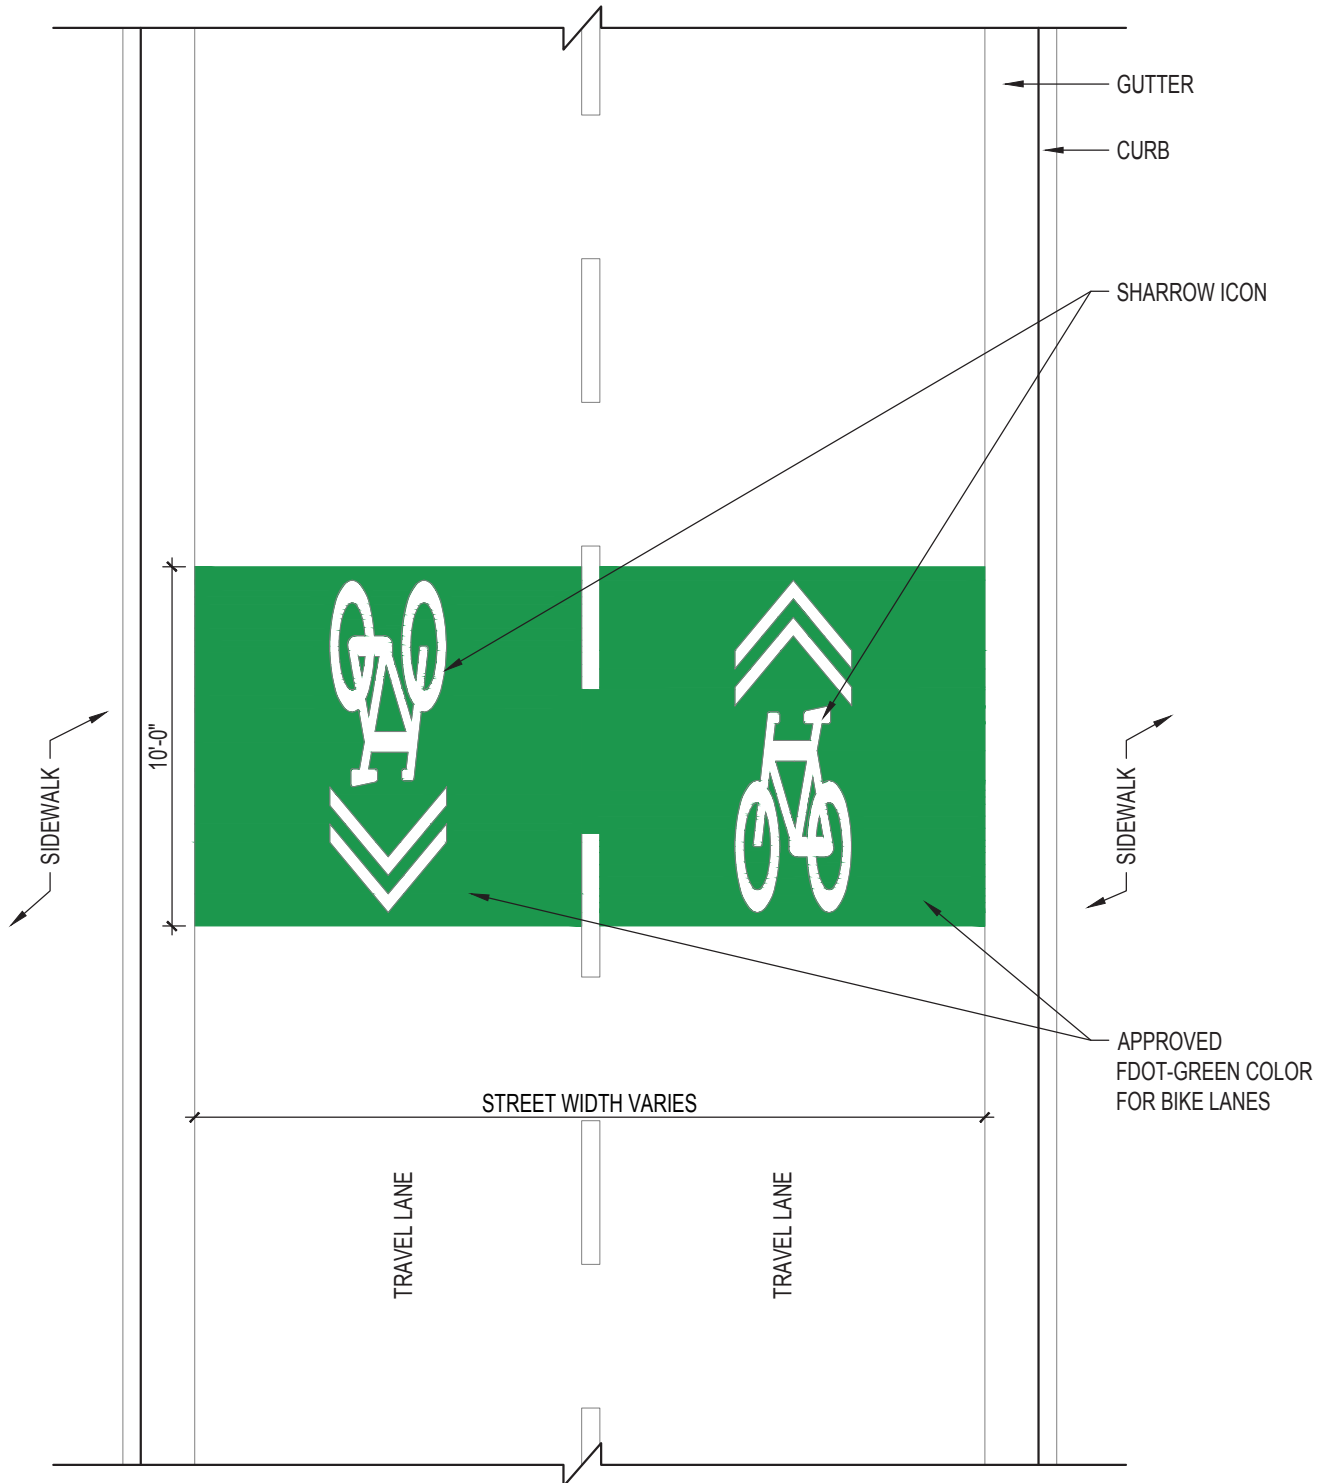 GUTTER
CURB
SHARROW ICON
10'-0"
SIDEWALK
SIDEWALK
APPROVED
FDOT-GREEN COLOR
FOR BIKE LANES
STREET WIDTH VARIES
TRAVEL LANE
TRAVEL LANE